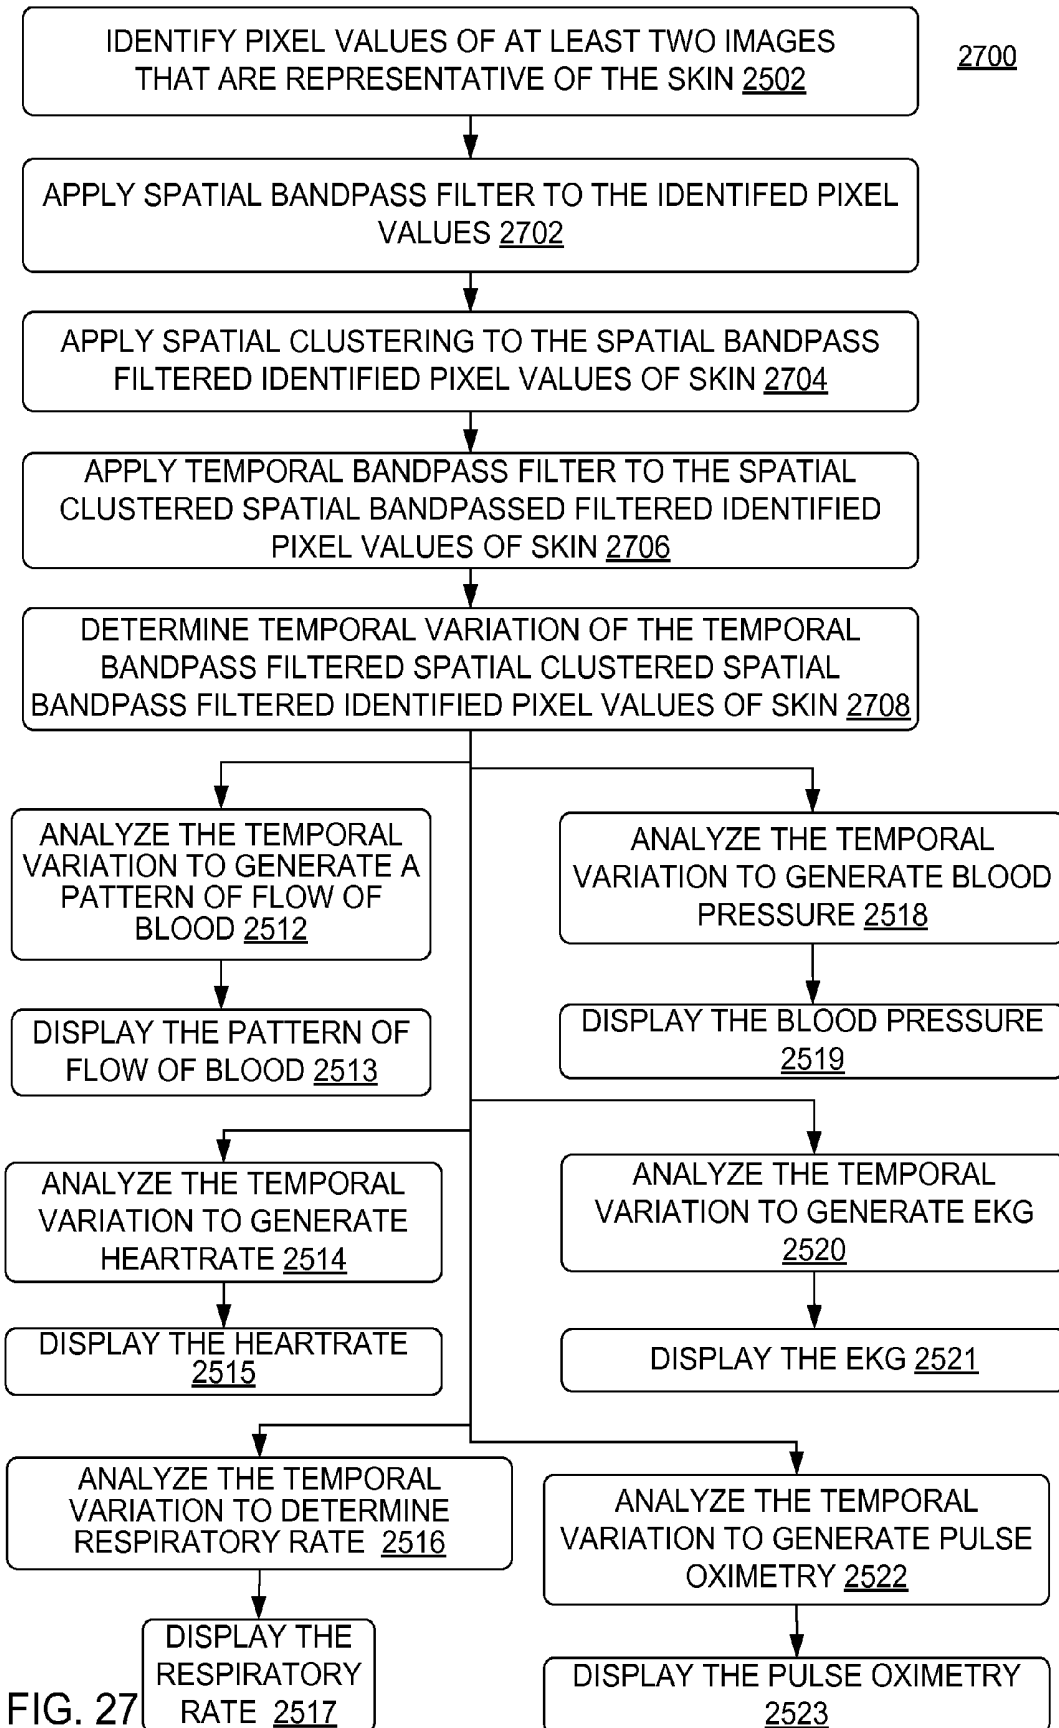 IDENTIFY PIXEL VALUES OF AT LEAST TWO IMAGES
THAT ARE REPRESENTATIVE OF THE SKIN 2502
2700
APPLY SPATIAL BANDPASS FILTER TO THE IDENTIFED PIXEL
VALUES 2702
APPLY SPATIAL CLUSTERING TO THE SPATIAL BANDPASS
FILTERED IDENTIFIED PIXEL VALUES OF SKIN 2704
APPLY TEMPORAL BANDPASS FILTER TO THE SPATIAL
CLUSTERED SPATIAL BANDPASSED FILTERED IDENTIFIED
PIXEL VALUES OF SKIN 2706
DETERMINE TEMPORAL VARIATION OF THE TEMPORAL
BANDPASS FILTERED SPATIAL CLUSTERED SPATIAL
BANDPASS FILTERED IDENTIFIED PIXEL VALUES OF SKIN 2708
ANALYZE THE TEMPORAL
VARIATION TO GENERATE A
PATTERN OF FLOW OF
BLOOD 2512
ANALYZE THE TEMPORAL
VARIATION TO GENERATE BLOOD
PRESSURE 2518
DISPLAY THE PATTERN OF
FLOW OF BLOOD 2513
DISPLAY THE BLOOD PRESSURE
2519
ANALYZE THE TEMPORAL
VARIATION TO GENERATE
HEARTRATE 2514
ANALYZE THE TEMPORAL
VARIATION TO GENERATE EKG
2520
DISPLAY THE HEARTRATE
2515
DISPLAY THE EKG 2521
ANALYZE THE TEMPORAL
VARIATION TO DETERMINE
RESPIRATORY RATE 2516
ANALYZE THE TEMPORAL
VARIATION TO GENERATE PULSE
OXIMETRY 2522
DISPLAY THE
RESPIRATORY
RATE 2517
DISPLAY THE PULSE OXIMETRY
2523
FIG. 27